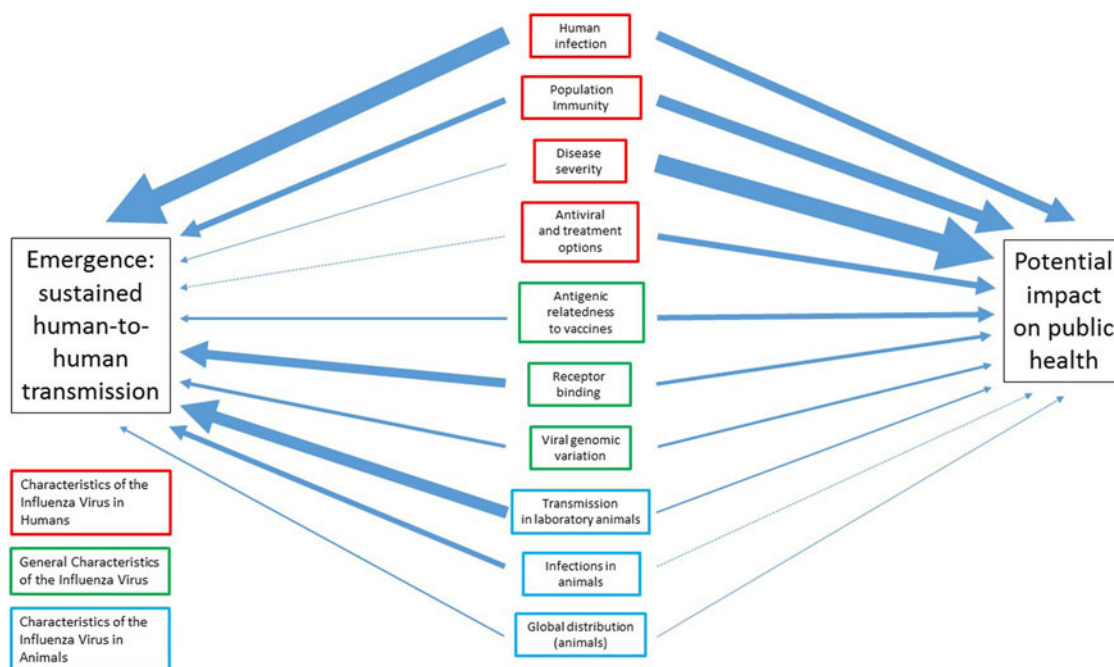 Human
infection
Population
Immunity
Disease
severity
Antiviral
and treatment
options
Antigenic
relatedness
to vaccines
Receptor
binding
Viral genomic
variation
Transmission
in laboratory animals
Infections in
animals
Global distribution
(animals)
Emergence:
sustained
human-to-
human
transmission
Potential
impact
on public
health
Characteristics of the
Influenza Virus in
Humans
General Characteristics
of the Influenza Virus
Characteristics of the
Influenza Virus in
Animals